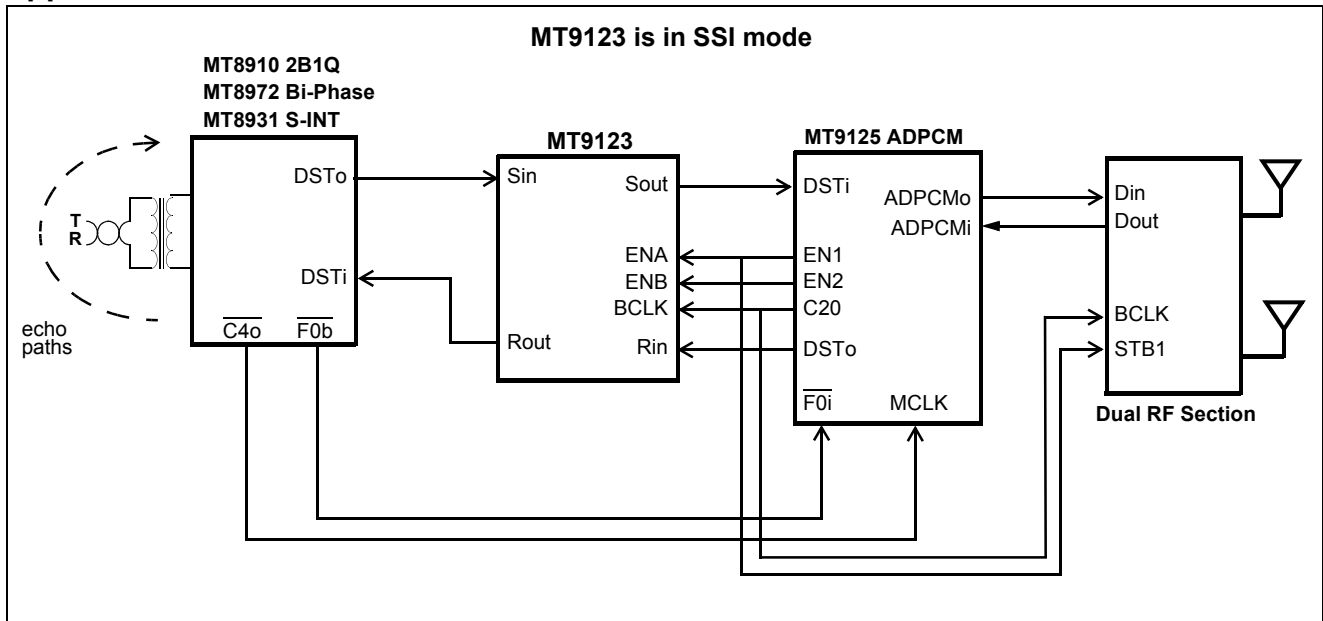 MT9123 is in SSI mode
MT8910 2B1Q
MT8972 Bi-Phase
MT8931 S-INT
MT9123
MT9125 ADPCM
DSTo
DSTi
C4o
F0b
T
R
echo
paths
Sin
Sout
ENA
ENB
BCLK
Rout
Rin
DSTi
ADPCMo
ADPCMi
EN1
EN2
C20
DSTo
F0i
MCLK
Din
Dout
BCLK
STB1
Dual RF Section